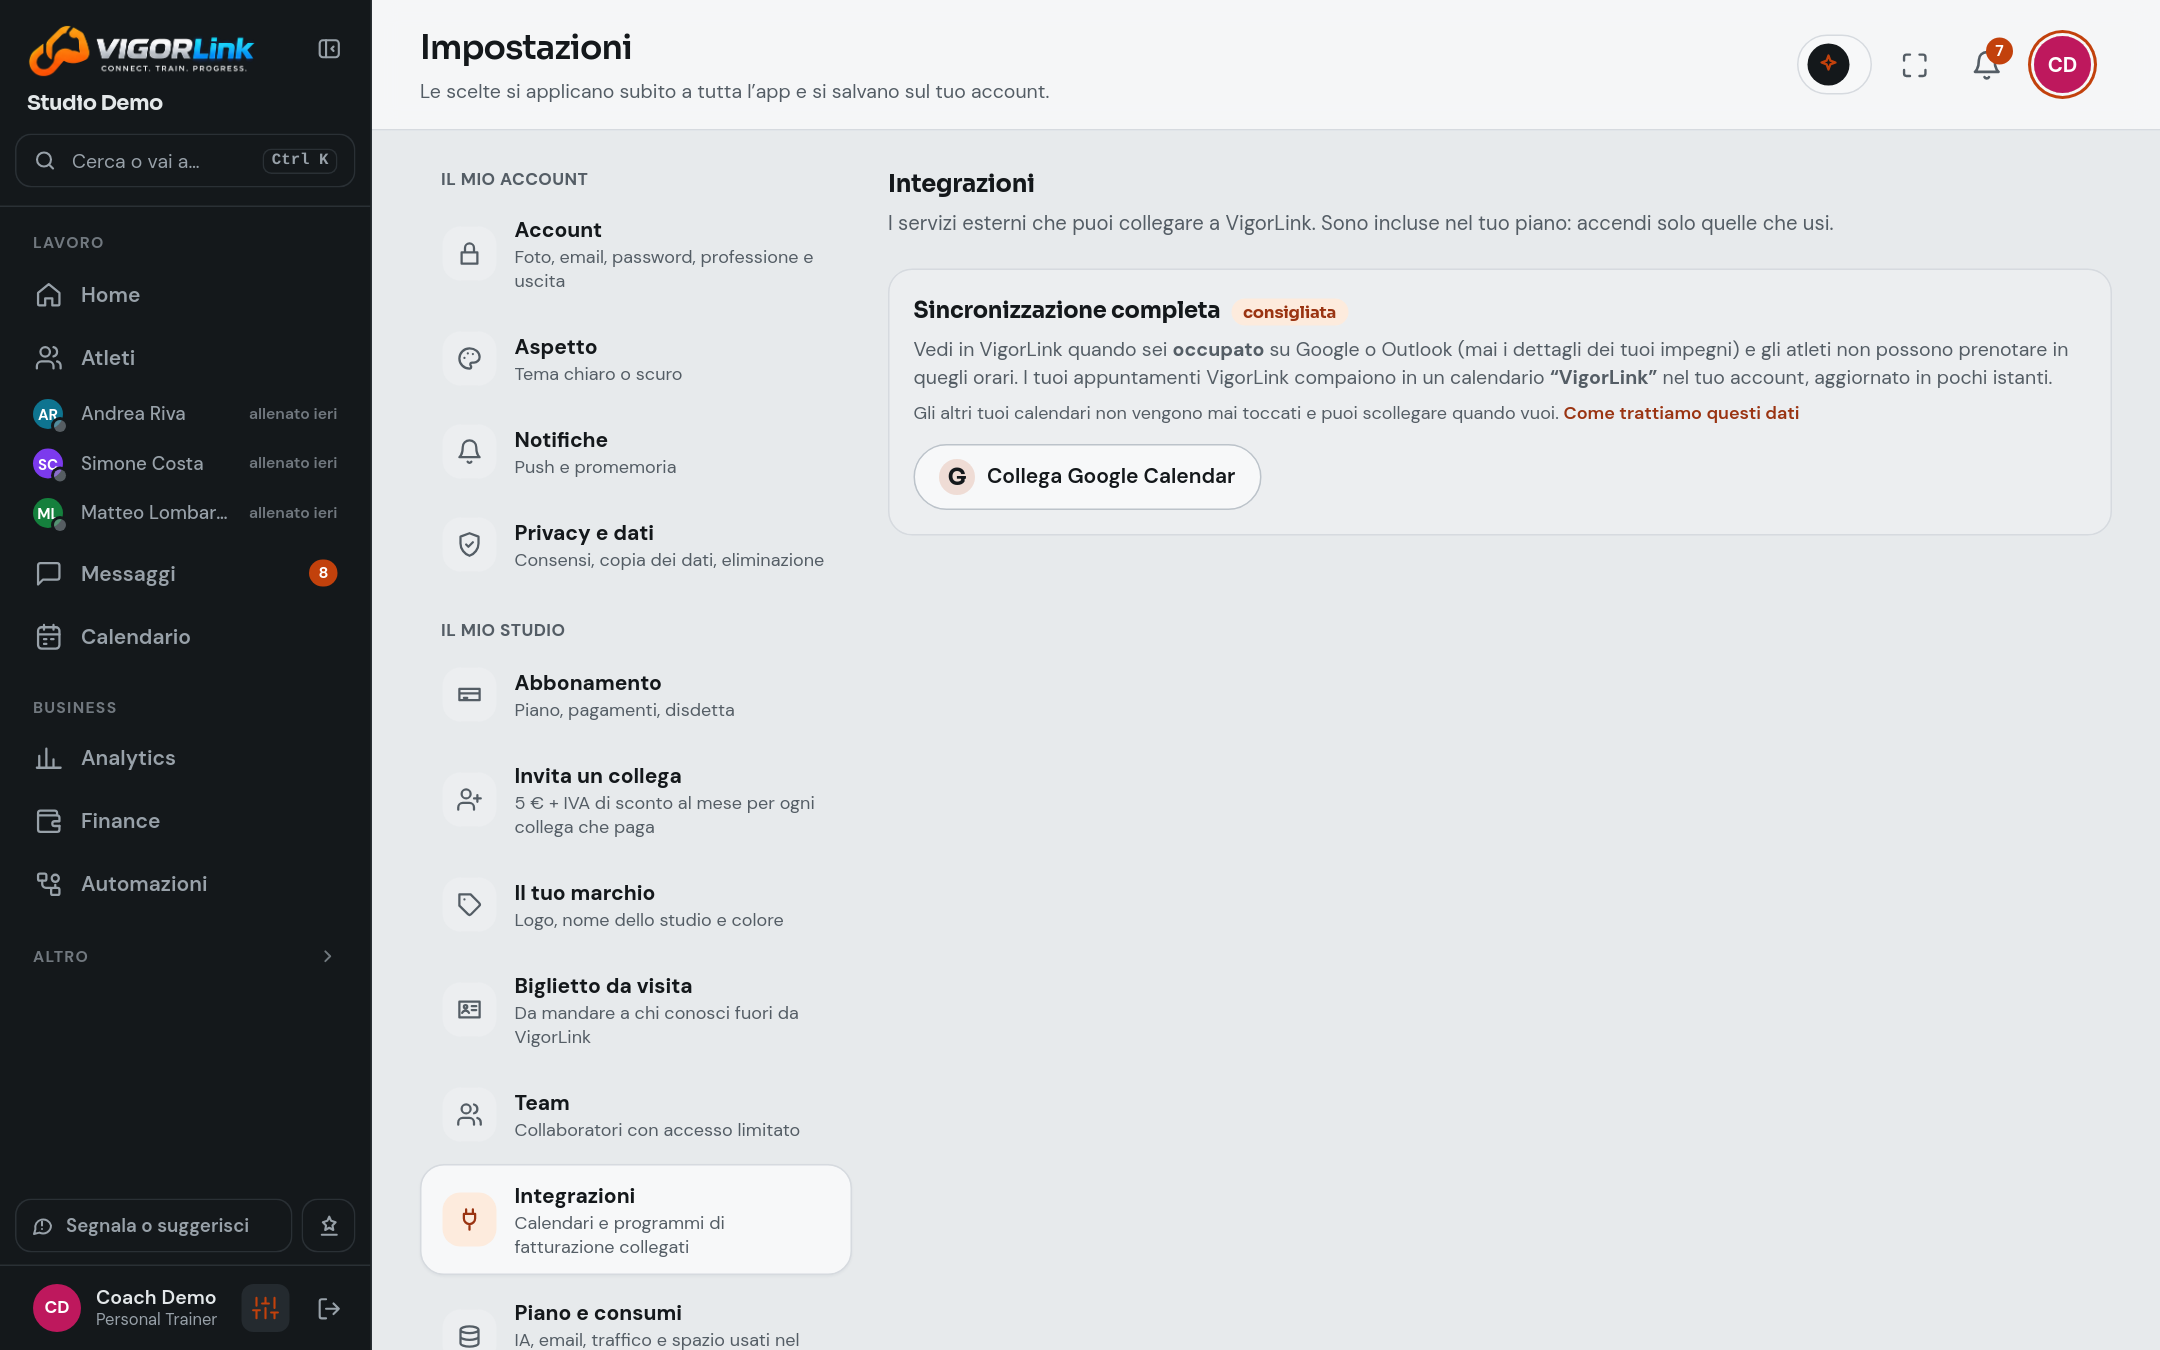 VIGORLink
CONNECT. TRAIN. PROGRESS.
Studio Demo
Cerca o vai a...
Ctrl K
LAVORO
Home
Atleti
AR Andrea Riva allenato ieri
SC Simone Costa allenato ieri
ML Matteo Lombar... allenato ieri
Messaggi 8
Calendario
BUSINESS
Analytics
Finance
Automazioni
ALTRO
Segnala o suggerisci
CD
Coach Demo
Personal Trainer
Impostazioni
Le scelte si applicano subito a tutta l’app e si salvano sul tuo account.
7
CD
IL MIO ACCOUNT
Account
Foto, email, password, professione e
uscita
Aspetto
Tema chiaro o scuro
Notifiche
Push e promemoria
Privacy e dati
Consensi, copia dei dati, eliminazione
IL MIO STUDIO
Abbonamento
Piano, pagamenti, disdetta
Invita un collega
5 € + IVA di sconto al mese per ogni
collega che paga
Il tuo marchio
Logo, nome dello studio e colore
Biglietto da visita
Da mandare a chi conosci fuori da
VigorLink
Team
Collaboratori con accesso limitato
Integrazioni
Calendari e programmi di
fatturazione collegati
Piano e consumi
IA, email, traffico e spazio usati nel
Integrazioni
I servizi esterni che puoi collegare a VigorLink. Sono incluse nel tuo piano: accendi solo quelle che usi.
Sincronizzazione completa consigliata
Vedi in VigorLink quando sei occupato su Google o Outlook (mai i dettagli dei tuoi impegni) e gli atleti non possono prenotare in
quegli orari. I tuoi appuntamenti VigorLink compaiono in un calendario “VigorLink” nel tuo account, aggiornato in pochi istanti.
Gli altri tuoi calendari non vengono mai toccati e puoi scollegare quando vuoi. Come trattiamo questi dati
G Collega Google Calendar